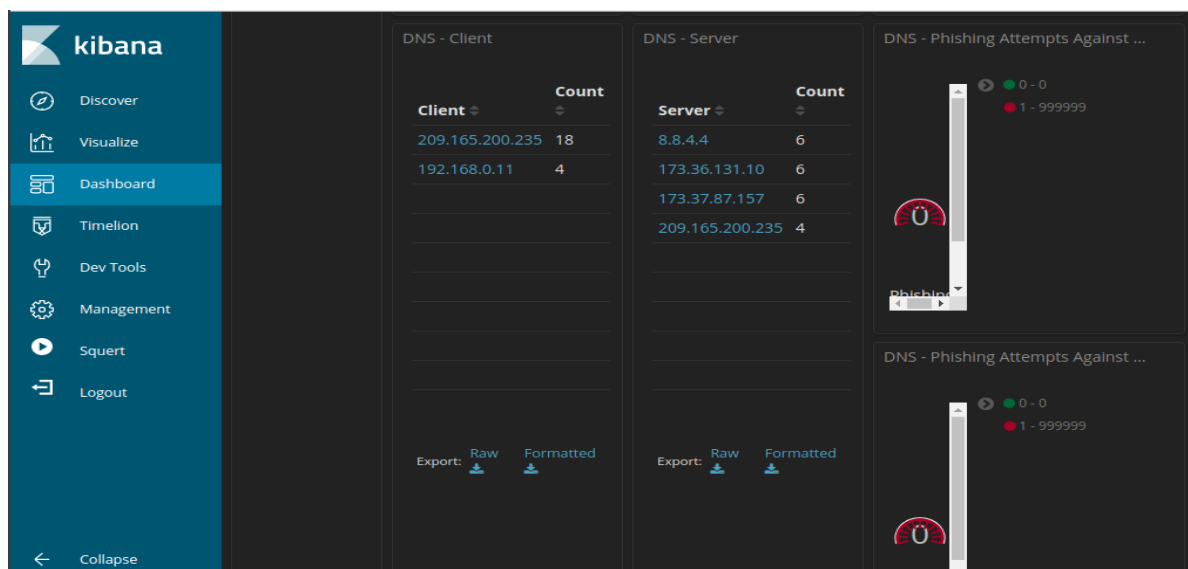 kibana
Discover
Visualize
Dashboard
Timelion
Dev Tools
Management
Squert
Logout
Collapse
DNS - Client
Client Count
209.165.200.235 18
192.168.0.11 4
Export: Raw Formatted
DNS - Server
Server Count
8.8.4.4 6
173.36.131.10 6
173.37.87.157 6
209.165.200.235 4
Export: Raw Formatted
DNS - Phishing Attempts Against ...
0 - 0
1 - 999999
0
DNS - Phishing Attempts Against ...
0 - 0
1 - 999999
0